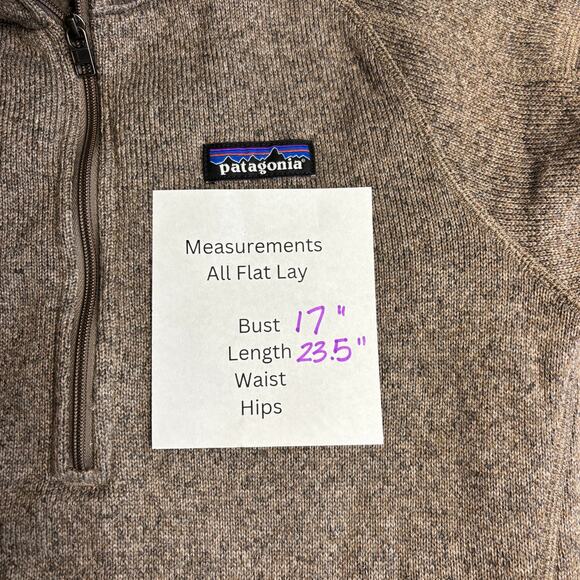 patagonia®
Measurements
All Flat Lay
Bust 17"
Length 23.5"
Waist
Hips